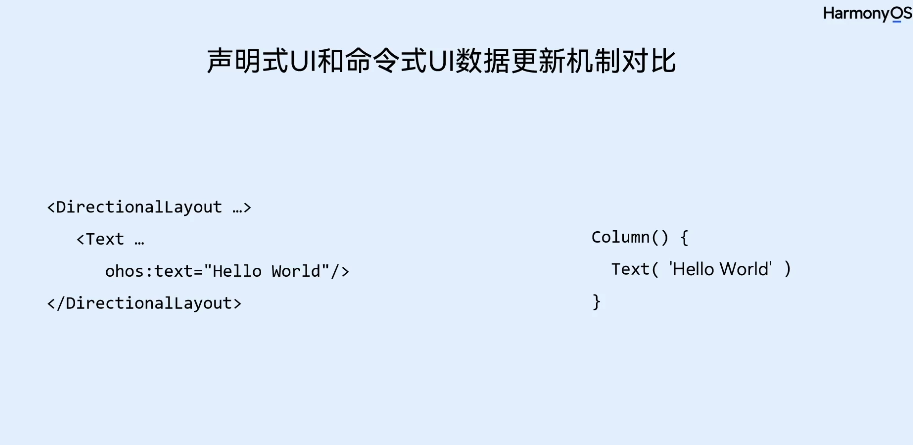 HarmonyOS
声明式UI和命令式UI数据更新机制对比
<DirectionalLayout …>
<Text …
ohos:text="Hello World"/>
</DirectionalLayout>
Column() {
Text( 'Hello World' )
}